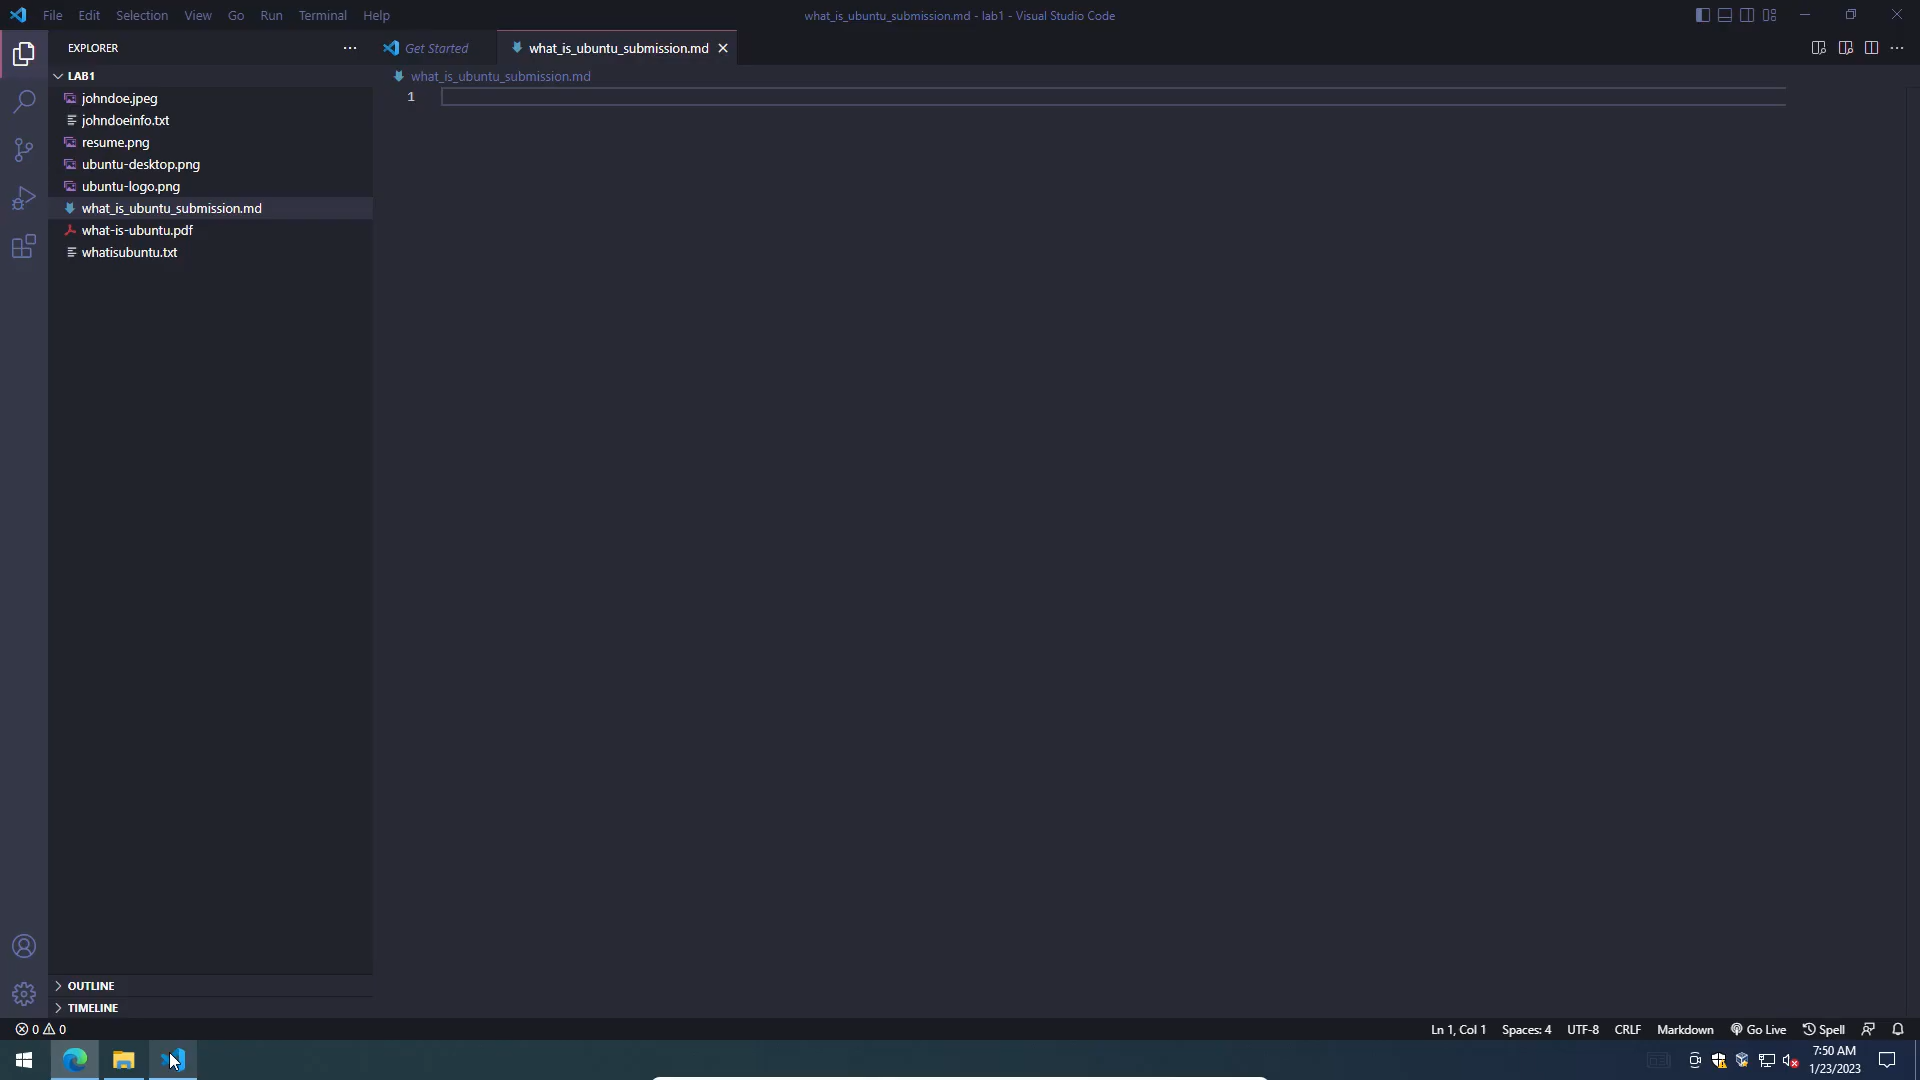 File Edit Selection View Go Run Terminal Help
what_is_ubuntu_submission.md - lab1 - Visual Studio Code
EXPLORER
Get Started
what_is_ubuntu_submission.md
LAB1
what_is_ubuntu_submission.md
1
johndoe.jpeg
johndoeinfo.txt
resume.png
ubuntu-desktop.png
ubuntu-logo.png
what_is_ubuntu_submission.md
what-is-ubuntu.pdf
whatisubuntu.txt
OUTLINE
TIMELINE
0 0
Ln 1, Col 1 Spaces: 4 UTF-8 CRLF Markdown Go Live Spell
7:50 AM
1/23/2023